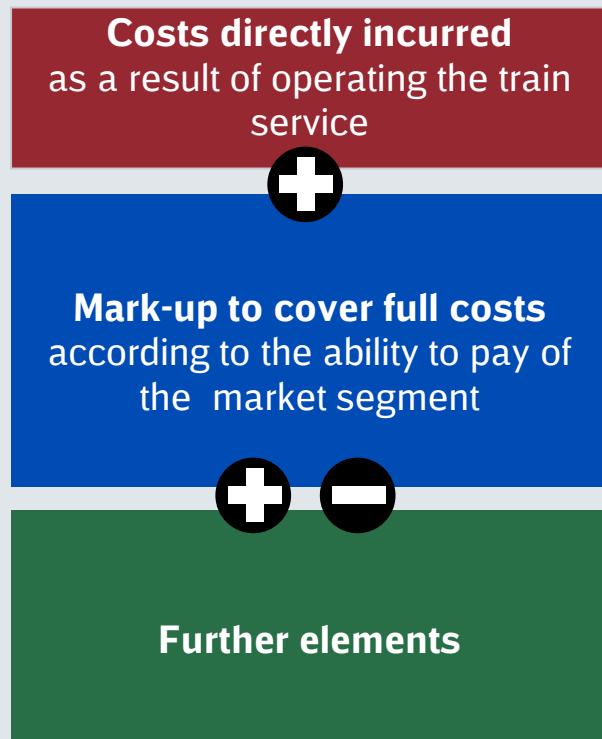 Costs directly incurred
as a result of operating the train
service
Mark-up to cover full costs
according to the ability to pay of
the  market segment
Further elements